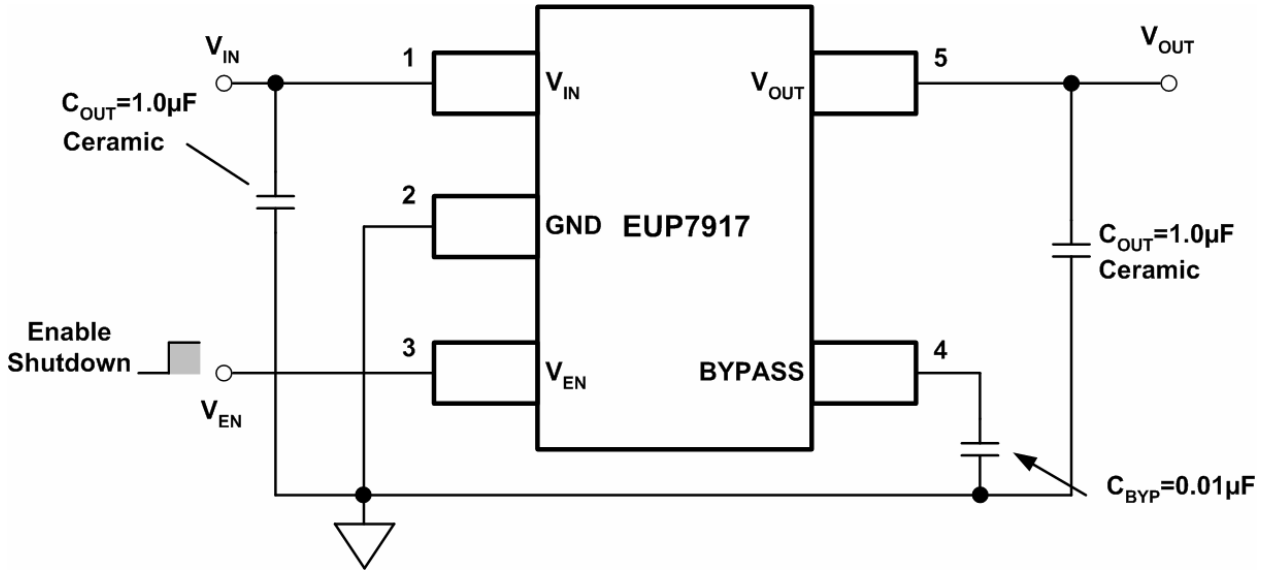 V_IN
C_OUT=1.0µF
Ceramic
1
V_IN
2
GND
Enable
Shutdown
V_EN
3
V_EN
EUP7917
V_OUT
5
V_OUT
C_OUT=1.0µF
Ceramic
BYPASS
4
C_BYP=0.01µF